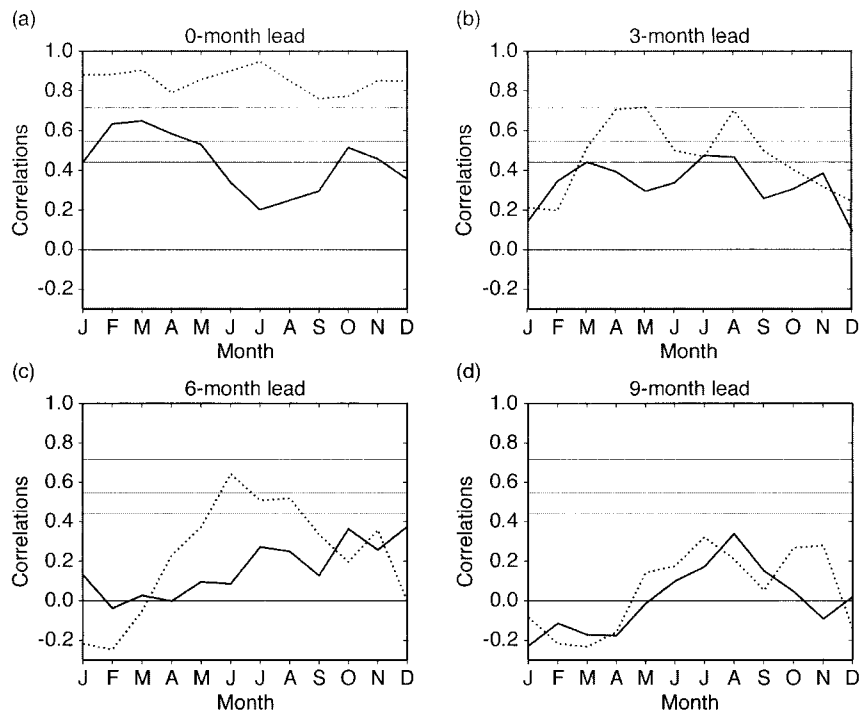 (a)
0-month lead
1.0
0.8
0.6
0.4
0.2
0.0
-0.2
Correlations
J F M A M J J A S O N D
Month
(b)
3-month lead
1.0
0.8
0.6
0.4
0.2
0.0
-0.2
Correlations
J F M A M J J A S O N D
Month
(c)
6-month lead
1.0
0.8
0.6
0.4
0.2
0.0
-0.2
Correlations
J F M A M J J A S O N D
Month
(d)
9-month lead
1.0
0.8
0.6
0.4
0.2
0.0
-0.2
Correlations
J F M A M J J A S O N D
Month